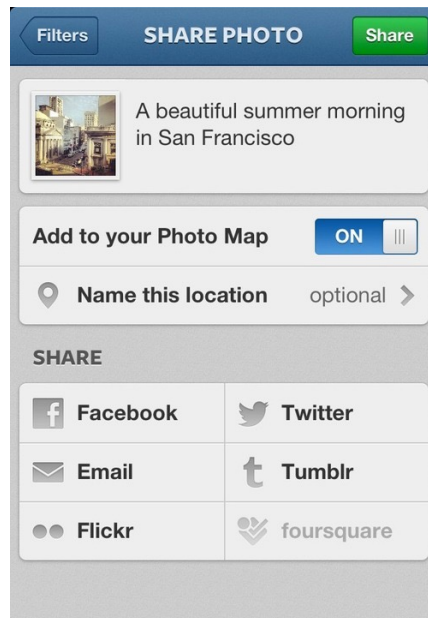 Filters
SHARE PHOTO
Share
A beautiful summer morning
in San Francisco
Add to your Photo Map
ON
Name this location
optional
SHARE
Facebook
Twitter
Email
Tumblr
Flickr
foursquare